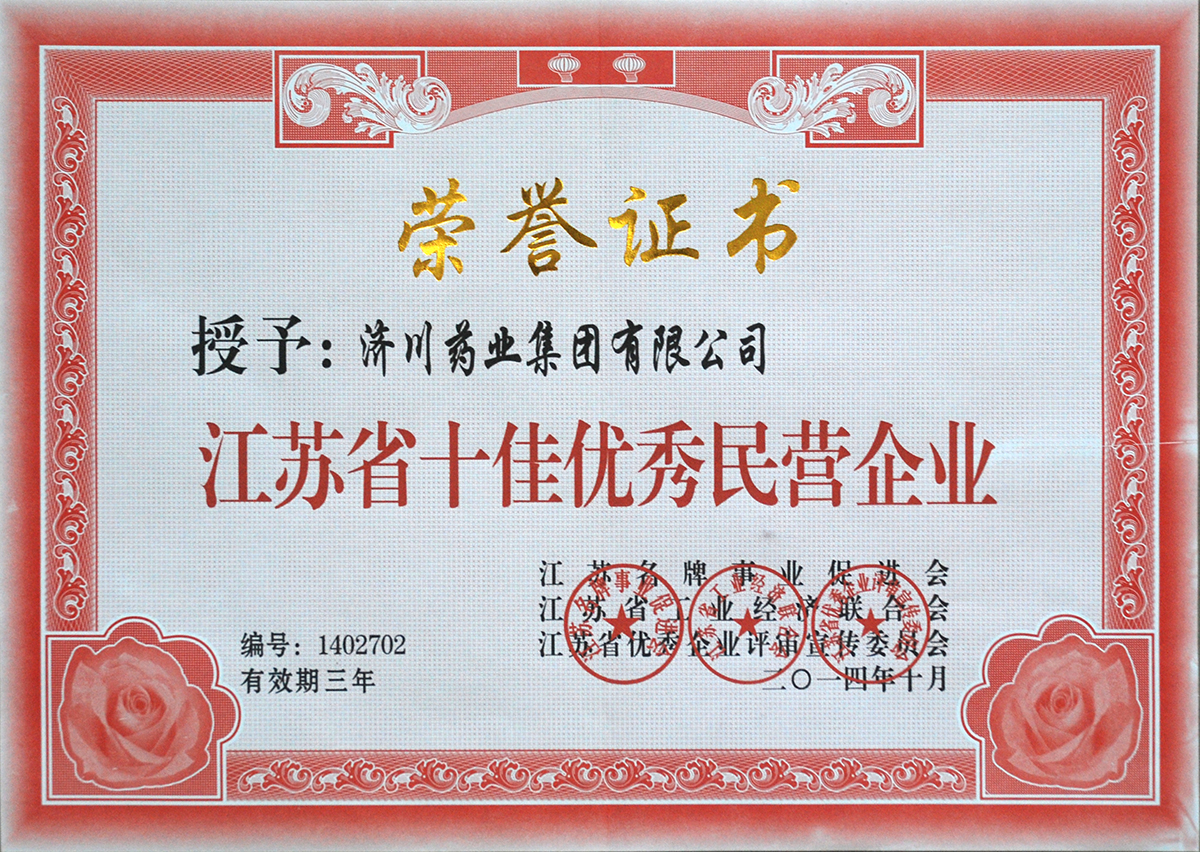 荣誉证书
授予：济川药业集团有限公司
江苏省十佳优秀民营企业
江苏名牌事业促进会
江苏省工业经济联合会
江苏省优秀企业评审宣传委员会
二〇一四年十月
编号：1402702
有效期三年